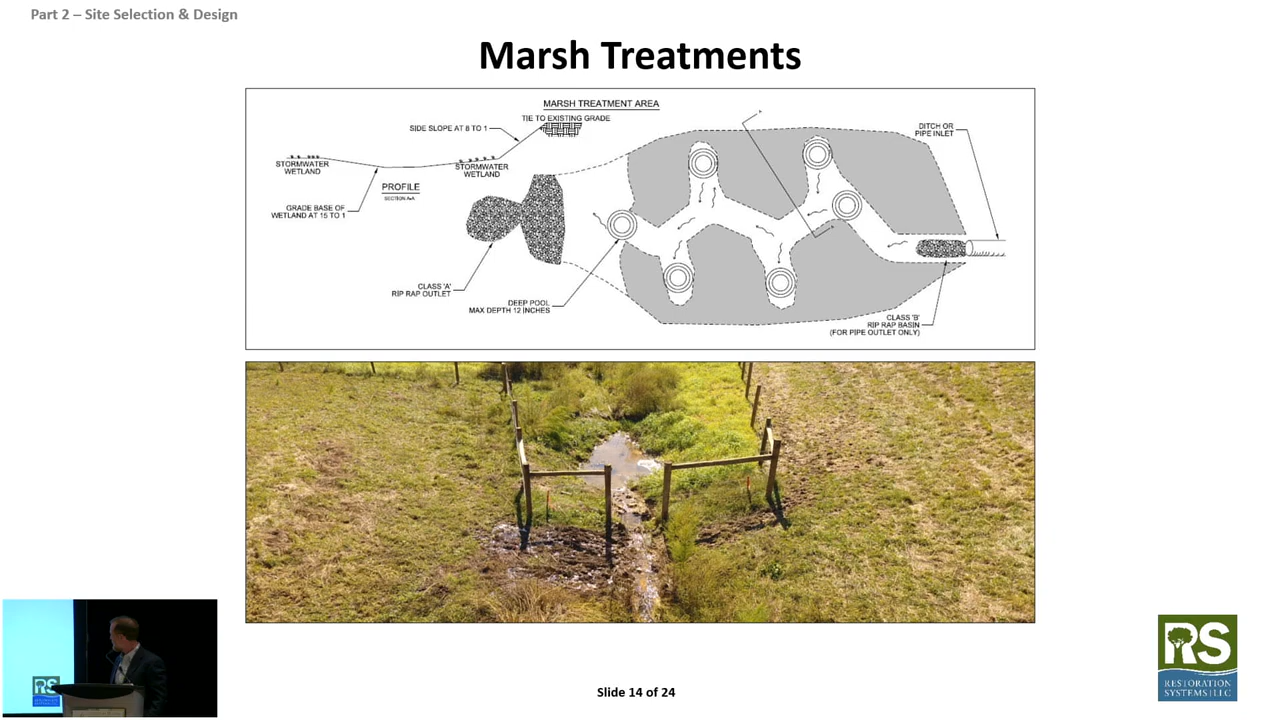 Part 2 – Site Selection & Design
Marsh Treatments
MARSH TREATMENT AREA
TIE TO EXISTING GRADE
SIDE SLOPE AT 8 TO 1
DITCH OR
PIPE INLET
STORMWATER
WETLAND
STORMWATER
WETLAND
PROFILE
SECTION A-A
GRADE BASE OF
WETLAND AT 15 TO 1
CLASS 'A'
RIP RAP OUTLET
DEEP POOL
MAX DEPTH 12 INCHES
CLASS 'B'
RIP RAP BASIN
(FOR PIPE OUTLET ONLY)
RS
RS
RESTORATION
SYSTEMS | LLC
Slide 14 of 24